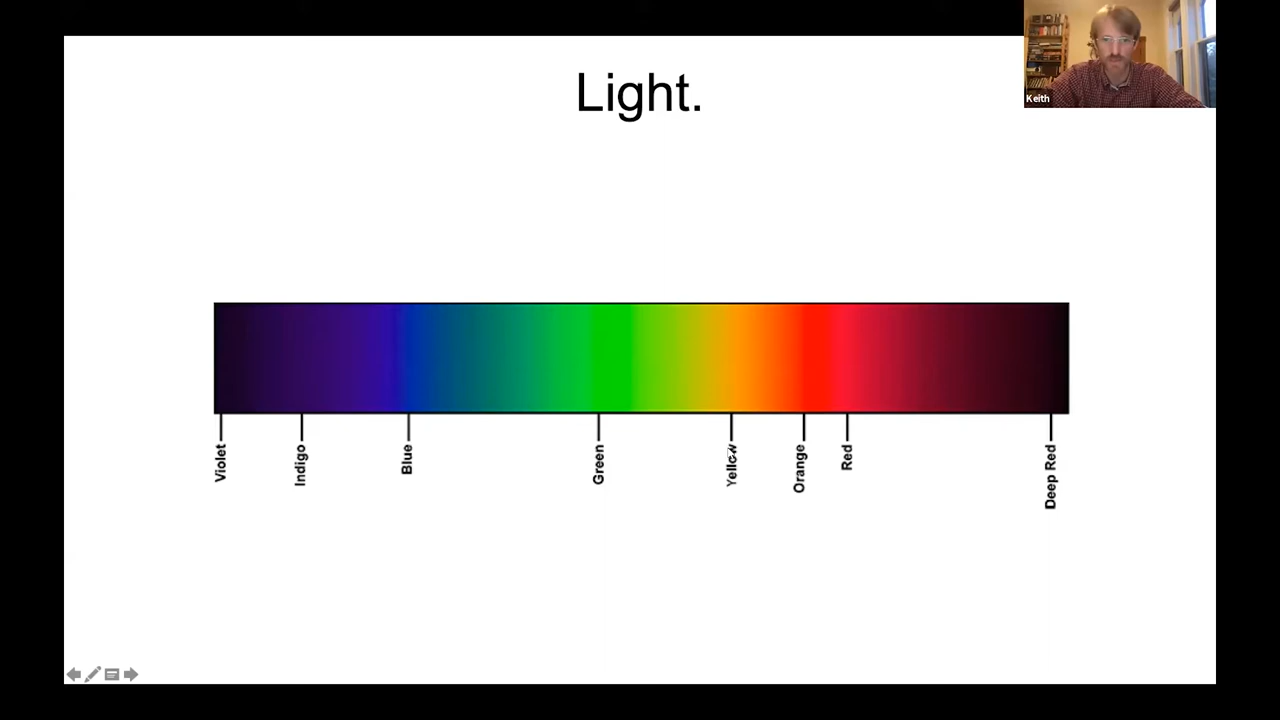 Light.
Keith
Violet
Indigo
Blue
Green
Yellow
Orange
Red
Deep Red